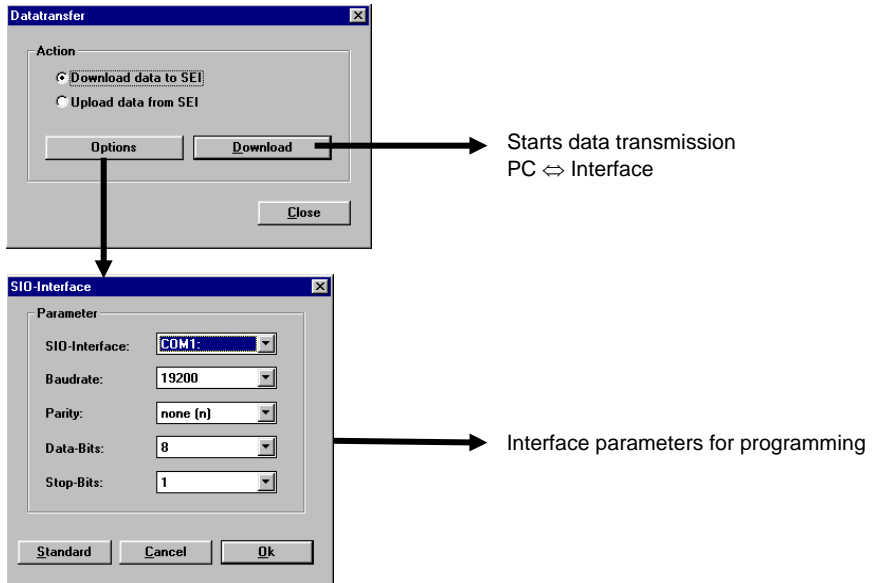 Datatransfer
Action
Download data to SEI
Upload data from SEI
Options
Download
Close
Starts data transmission
PC ⇔ Interface
SIO-Interface
Parameter
SIO-Interface: COM1:
Baudrate: 19200
Parity: none (n)
Data-Bits: 8
Stop-Bits: 1
Standard
Cancel
Ok
Interface parameters for programming